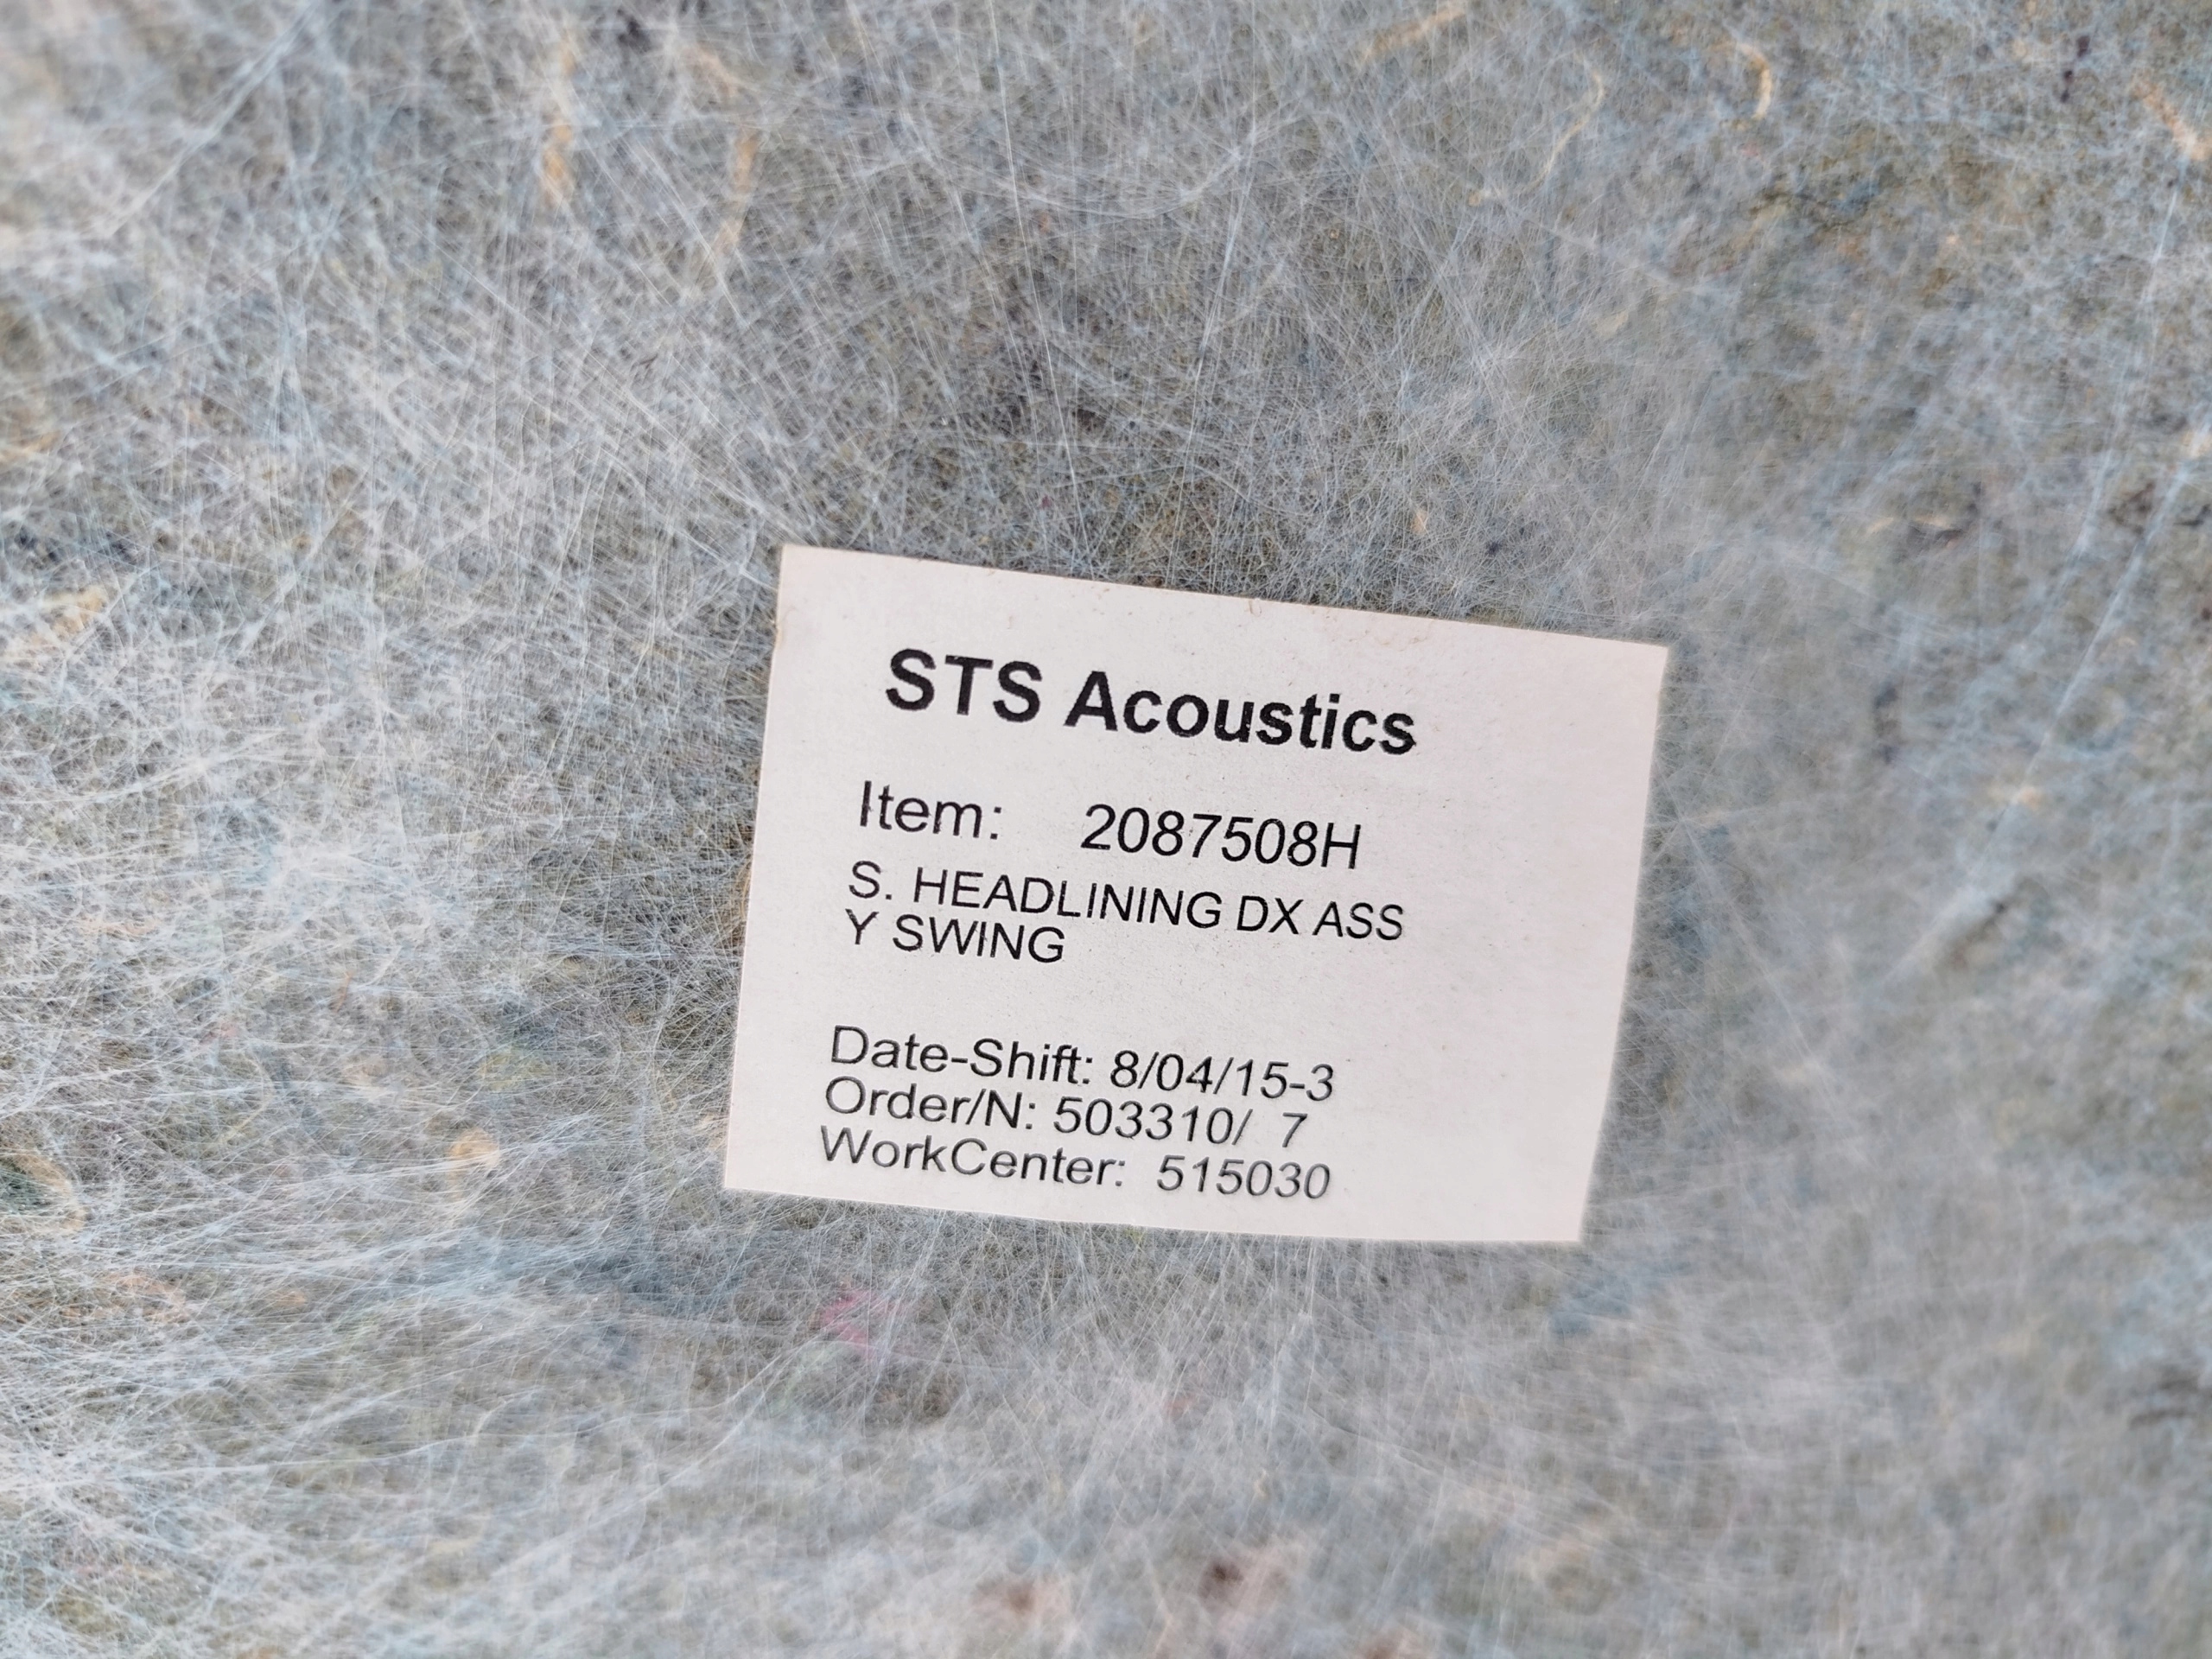 STS Acoustics
Item: 2087508H
S. HEADLINING DX ASS
Y SWING
Date-Shift: 8/04/15-3
Order/N: 503310/ 7
WorkCenter: 515030